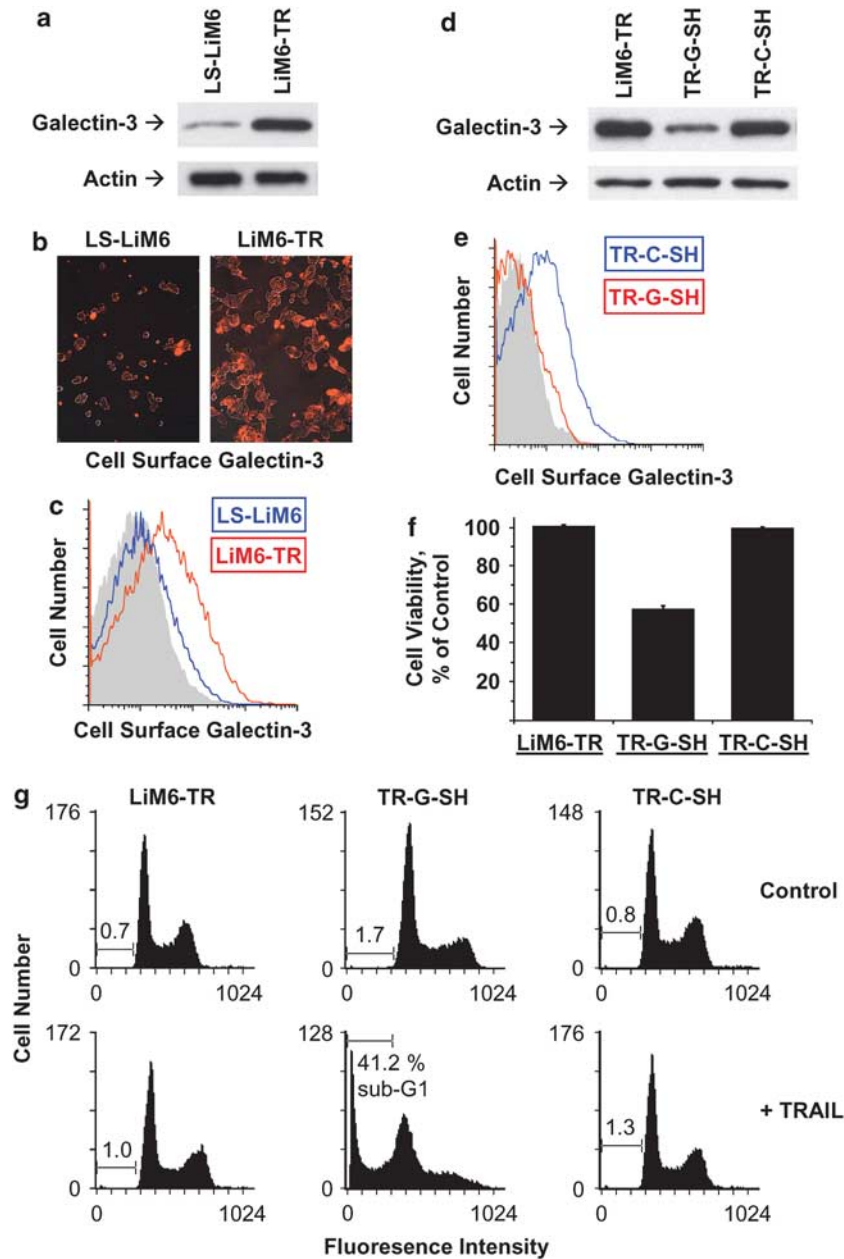 a
LS-LiM6
LiM6-TR
Galectin-3 →
Actin →
b
LS-LiM6
LiM6-TR
Cell Surface Galectin-3
c
LS-LiM6
LiM6-TR
Cell Number
Cell Surface Galectin-3
d
LiM6-TR
TR-G-SH
TR-C-SH
Galectin-3 →
Actin →
e
TR-C-SH
TR-G-SH
Cell Number
Cell Surface Galectin-3
f
Cell Viability,
% of Control
100
80
60
40
20
LiM6-TR
TR-G-SH
TR-C-SH
g
LiM6-TR
TR-G-SH
TR-C-SH
Cell Number
176
0.7
0
0
1024
152
1.7
0
0
1024
148
0.8
0
0
1024
Control
172
1.0
0
0
1024
128
41.2 %
sub-G1
0
0
1024
176
1.3
0
0
1024
+ TRAIL
Fluoresence Intensity